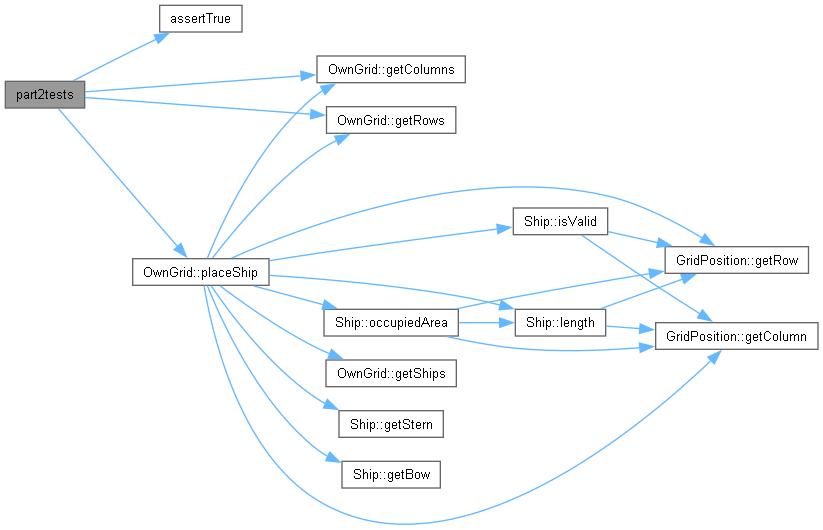 assertTrue
OwnGrid::getColumns
part2tests
OwnGrid::getRows
Ship::isValid
GridPosition::getRow
OwnGrid::placeShip
Ship::occupiedArea
Ship::length
GridPosition::getColumn
OwnGrid::getShips
Ship::getStern
Ship::getBow